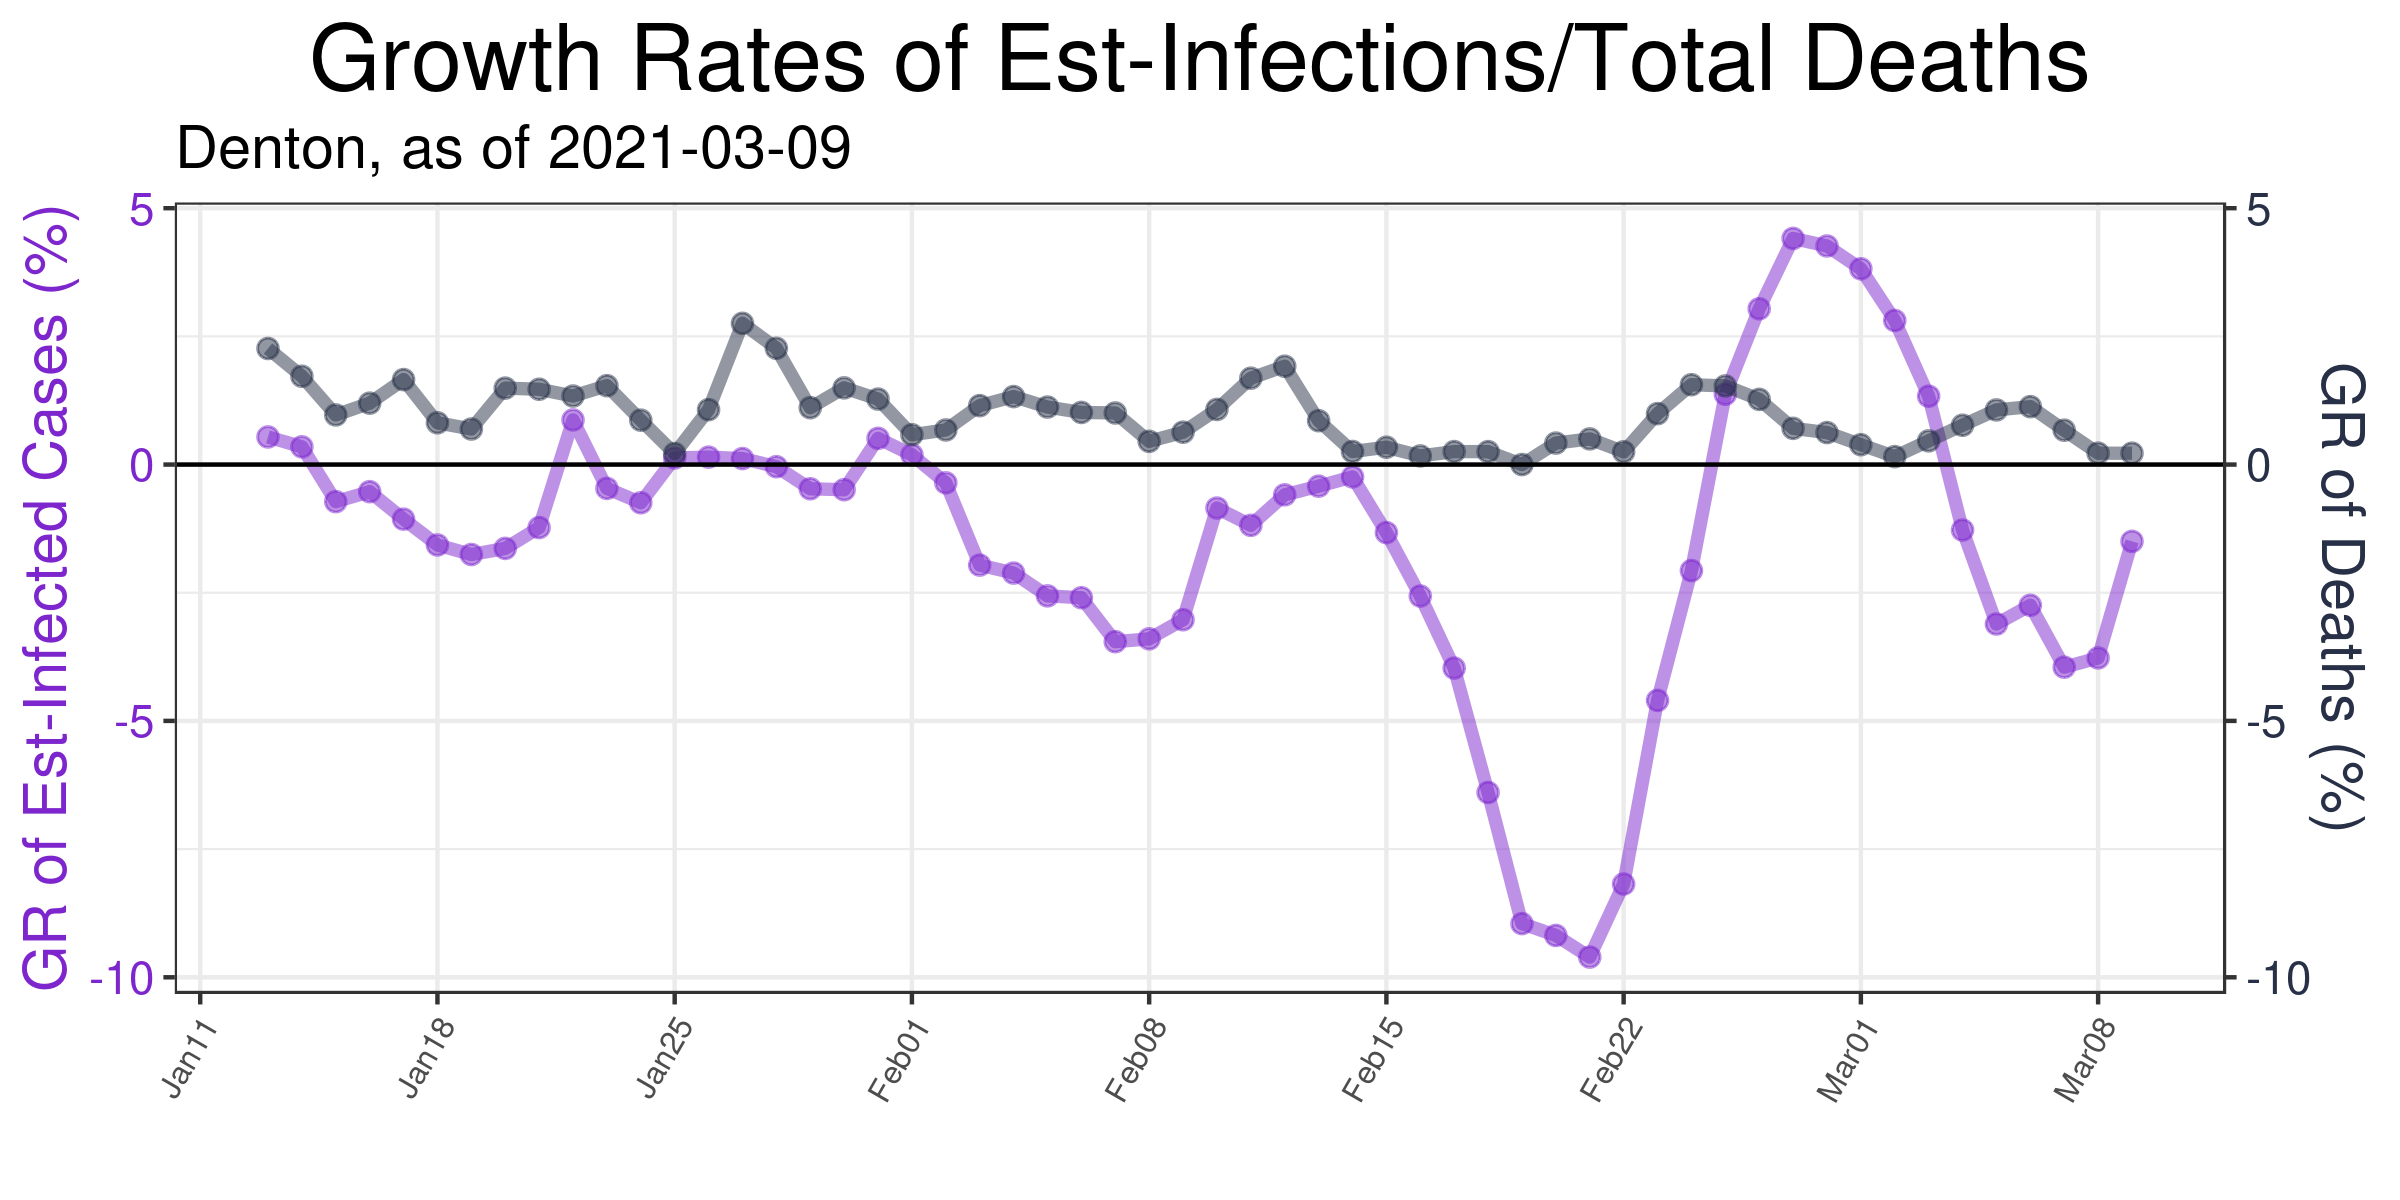 Growth Rates of Est-Infections/Total Deaths
Denton, as of 2021-03-09
GR of Est-Infected Cases (%)
5
0
-5
-10
5
0
-5
-10
GR of Deaths (%)
Jan11
Jan18
Jan25
Feb01
Feb08
Feb15
Feb22
Mar01
Mar08